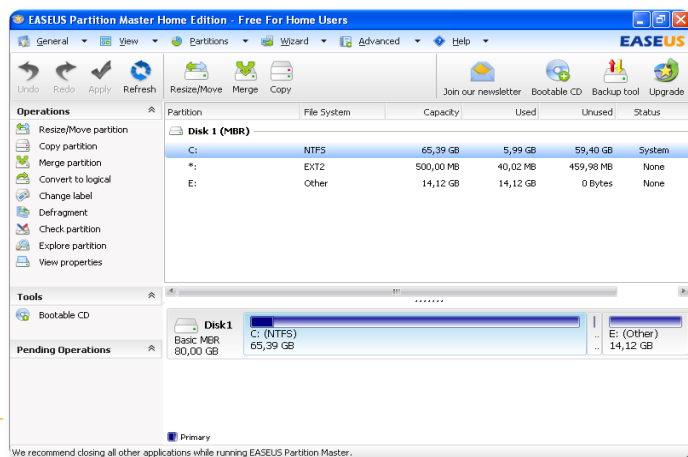 EASEUS Partition Master Home Edition - Free For Home Users
General View Partitions Wizard Advanced Help EASEUS
Undo Redo Apply Refresh Resize/Move Merge Copy Join our newsletter Bootable CD Backup tool Upgrade
Operations
Resize/Move partition
Copy partition
Merge partition
Convert to logical
Change label
Defragment
Check partition
Explore partition
View properties
Tools
Bootable CD
Pending Operations
Partition File System Capacity Used Unused Status
Disk 1 (MBR)
C: NTFS 65,39 GB 5,99 GB 59,40 GB System
*: EXT2 500,00 MB 40,02 MB 459,98 MB None
E: Other 14,12 GB 14,12 GB 0 Bytes None
Disk1
Basic MBR
80,00 GB
C: (NTFS)
65,39 GB
..
..
E: (Other)
14,12 GB
Primary
We recommend closing all other applications while running EASEUS Partition Master.